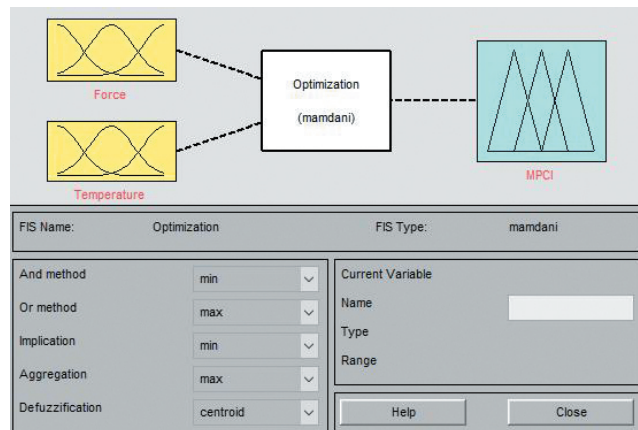 Force
Optimization
(mamdani)
Temperature
MPCI
FIS Name: Optimization FIS Type: mamdani
And method min
Or method max
Implication min
Aggregation max
Defuzzification centroid
Current Variable
Name
Type
Range
Help Close